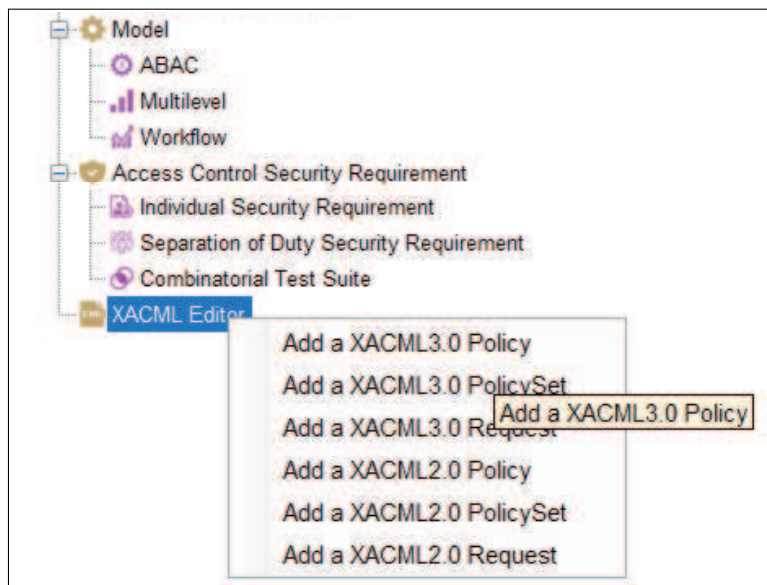 Model
ABAC
Multilevel
Workflow
Access Control Security Requirement
Individual Security Requirement
Separation of Duty Security Requirement
Combinatorial Test Suite
XACML Editor
Add a XACML3.0 Policy
Add a XACML3.0 PolicySet
Add a XACML3.0 Policy
Add a XACML3.0 Request
Add a XACML2.0 Policy
Add a XACML2.0 PolicySet
Add a XACML2.0 Request